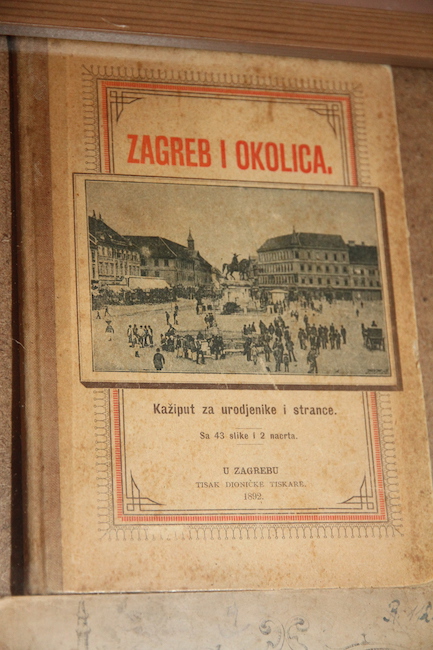 ZAGREB I OKOLICA.
Kažiput za urodjenike i strance.
Sa 43 slike i 2 nacrta.
U ZAGREBU
TISAK DIONIČKE TISKARE.
1892.